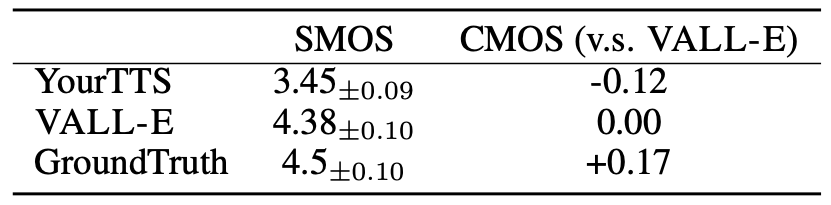 SMOS CMOS (v.s. VALL-E)
YourTTS 3.45±0.09 -0.12
VALL-E 4.38±0.10 0.00
GroundTruth 4.5±0.10 +0.17